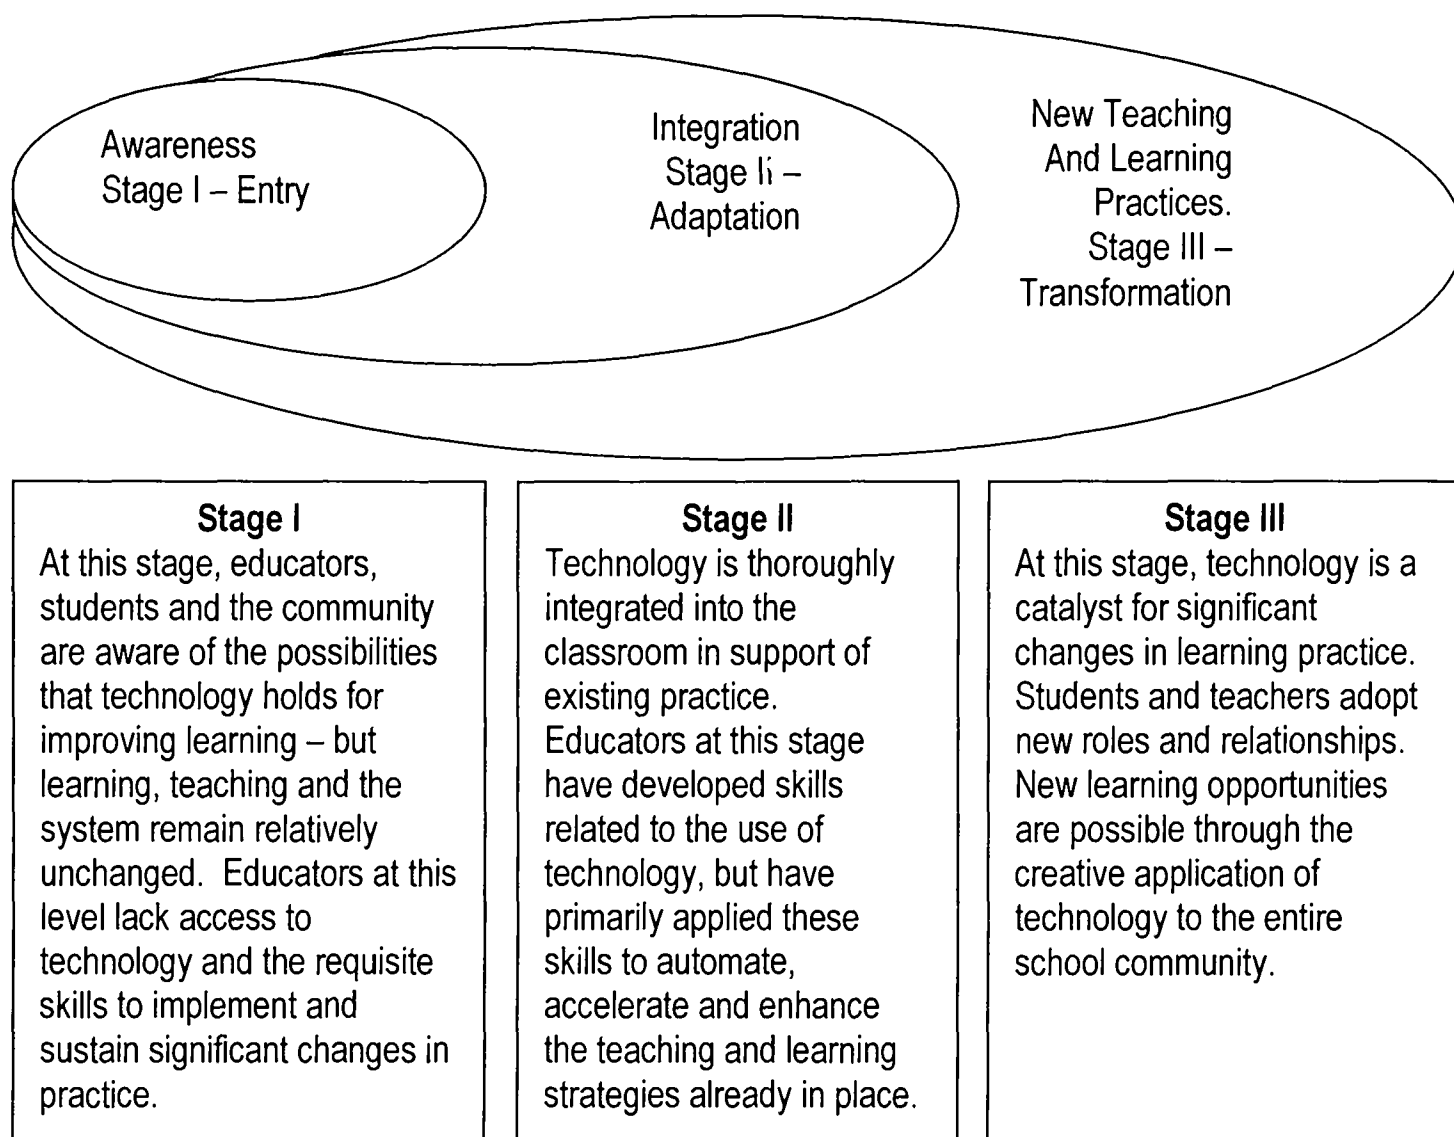 Awareness
Stage I – Entry
Integration
Stage Ii –
Adaptation
New Teaching
And Learning
Practices.
Stage III –
Transformation
Stage I
At this stage, educators,
students and the community
are aware of the possibilities
that technology holds for
improving learning – but
learning, teaching and the
system remain relatively
unchanged. Educators at this
level lack access to
technology and the requisite
skills to implement and
sustain significant changes in
practice.
Stage II
Technology is thoroughly
integrated into the
classroom in support of
existing practice.
Educators at this stage
have developed skills
related to the use of
technology, but have
primarily applied these
skills to automate,
accelerate and enhance
the teaching and learning
strategies already in place.
Stage III
At this stage, technology is a
catalyst for significant
changes in learning practice.
Students and teachers adopt
new roles and relationships.
New learning opportunities
are possible through the
creative application of
technology to the entire
school community.